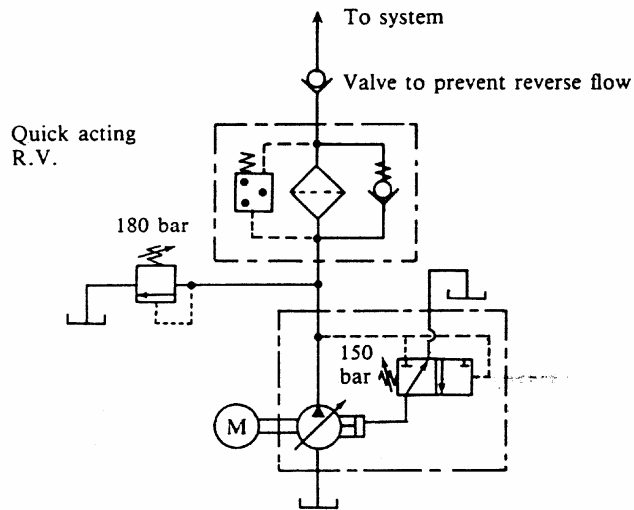 To system
Valve to prevent reverse flow
Quick acting
R.V.
180 bar
150
bar
M